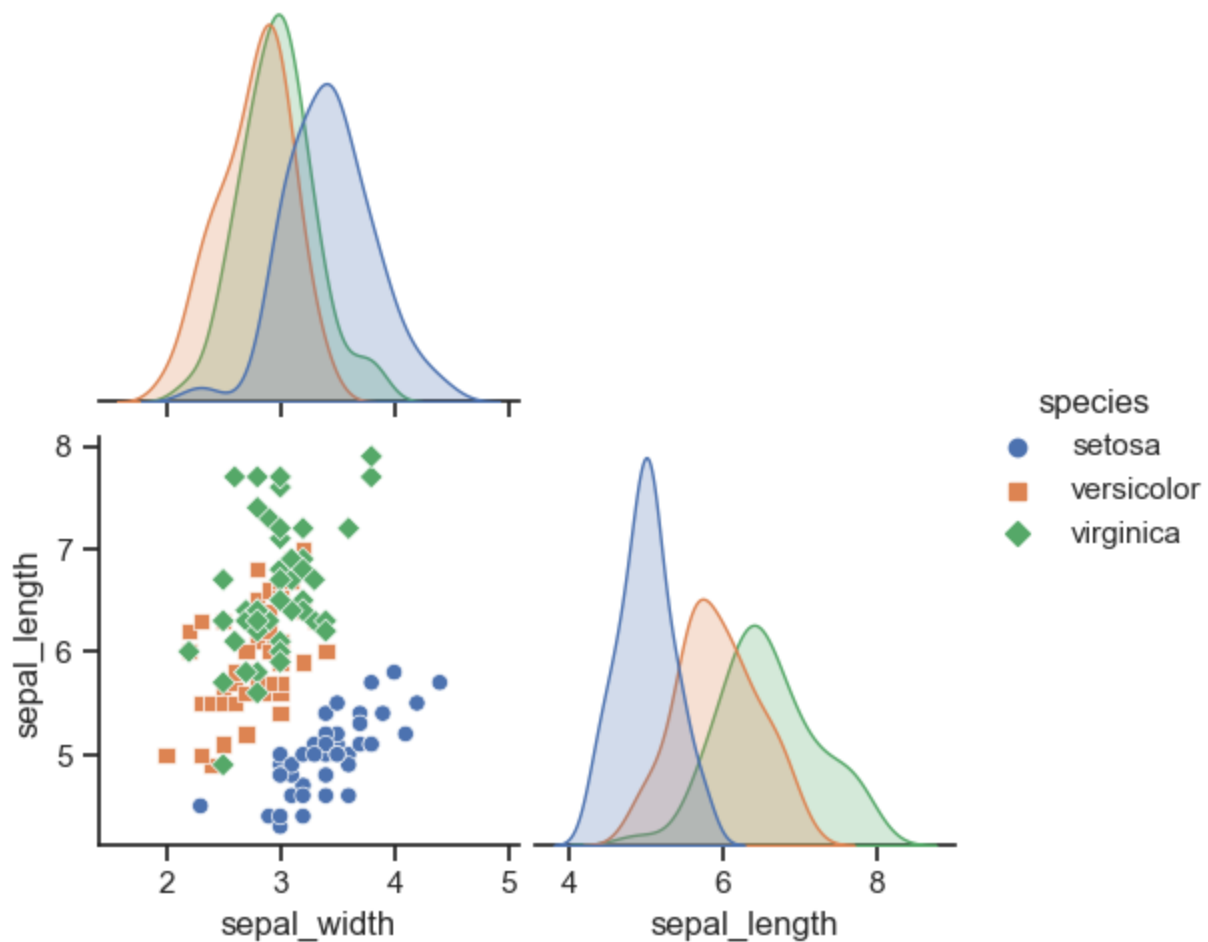 species
setosa
versicolor
virginica
8
7
6
5
sepal_length
2 3 4 5
4 6 8
sepal_width
sepal_length